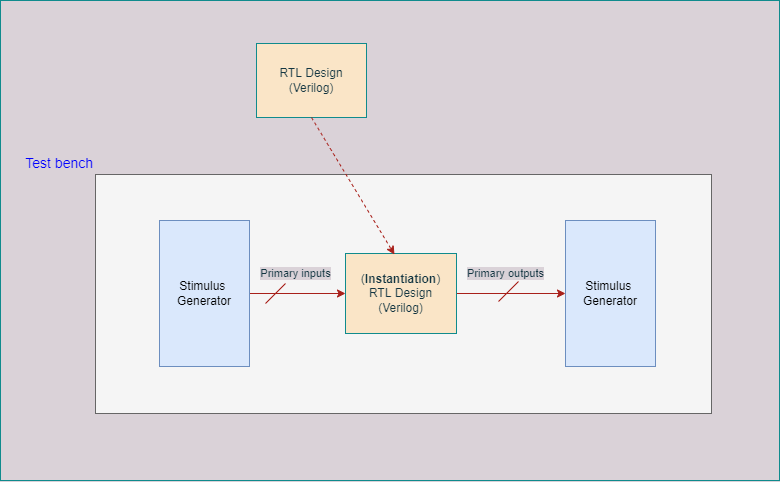 RTL Design
(Verilog)
Test bench
Stimulus
Generator
Primary inputs
(Instantiation)
RTL Design
(Verilog)
Primary outputs
Stimulus
Generator